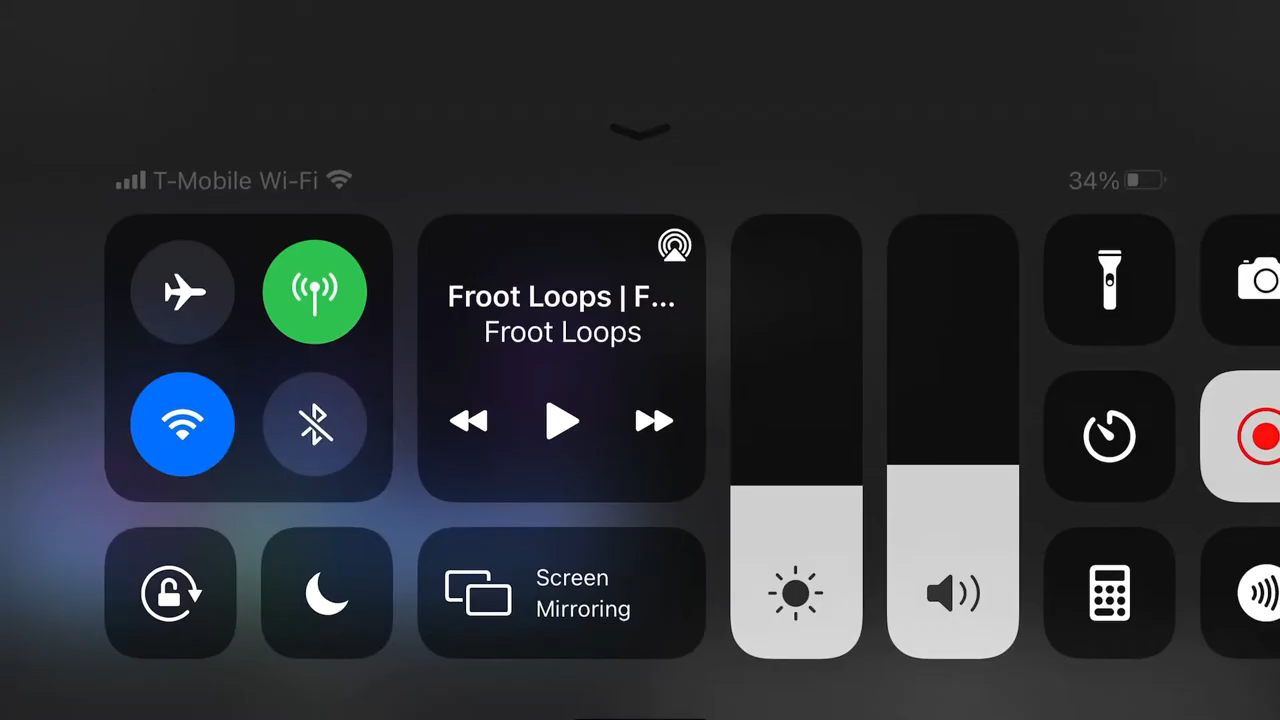 T-Mobile Wi-Fi
34%
Froot Loops | F...
Froot Loops
Screen
Mirroring